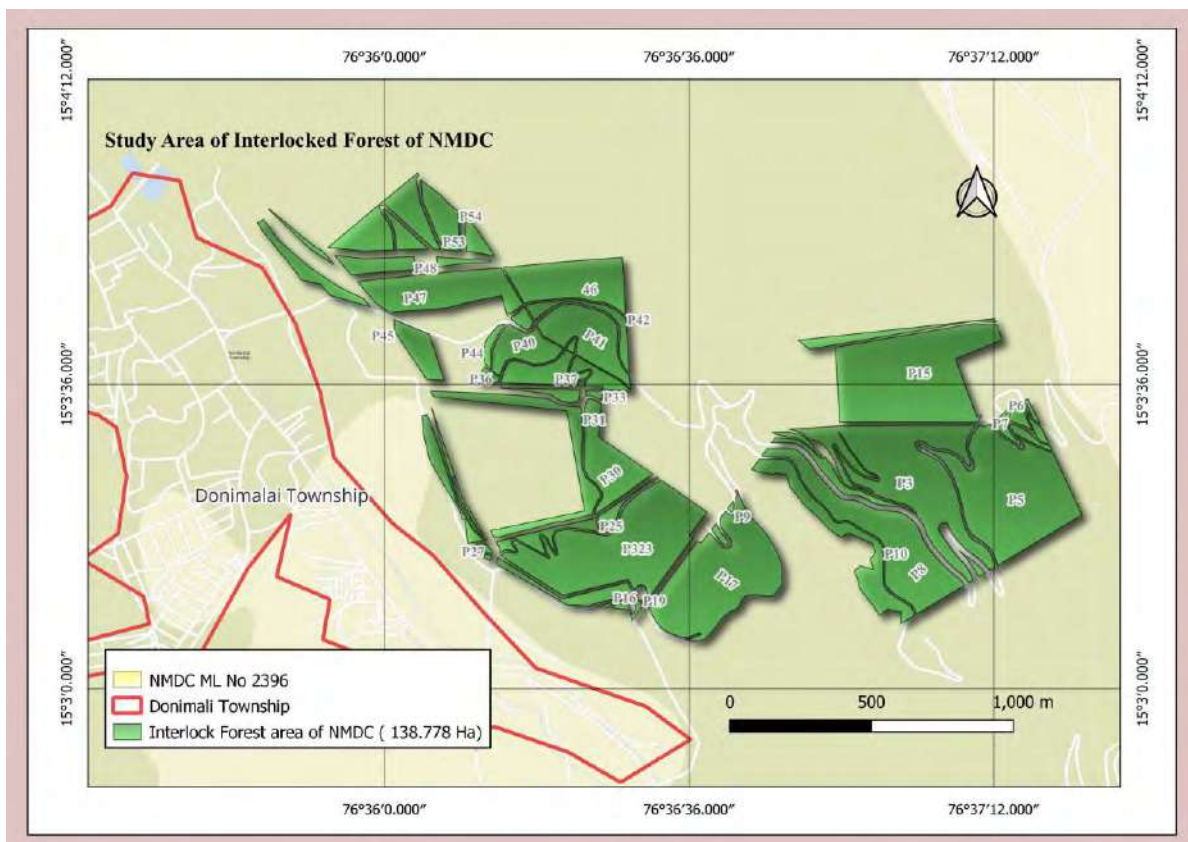 76°36'0.000"
76°36'36.000"
76°37'12.000"
15°4'12.000"
15°4'12.000"
Study Area of Interlocked Forest of NMDC
P54
P53
P48
46
P47
P42
P45
P40
P41
P44
P36
P37
15°3'36.000"
15°3'36.000"
P15
P33
P6
P7
P31
P30
P3
P5
Donimalai Township
P9
P25
P27
P323
P10
P8
P17
P16
P19
NMDC ML No 2396
Donimali Township
Interlock Forest area of NMDC ( 138.778 Ha)
0
500
1,000 m
15°3'0.000"
15°3'0.000"
76°36'0.000"
76°36'36.000"
76°37'12.000"